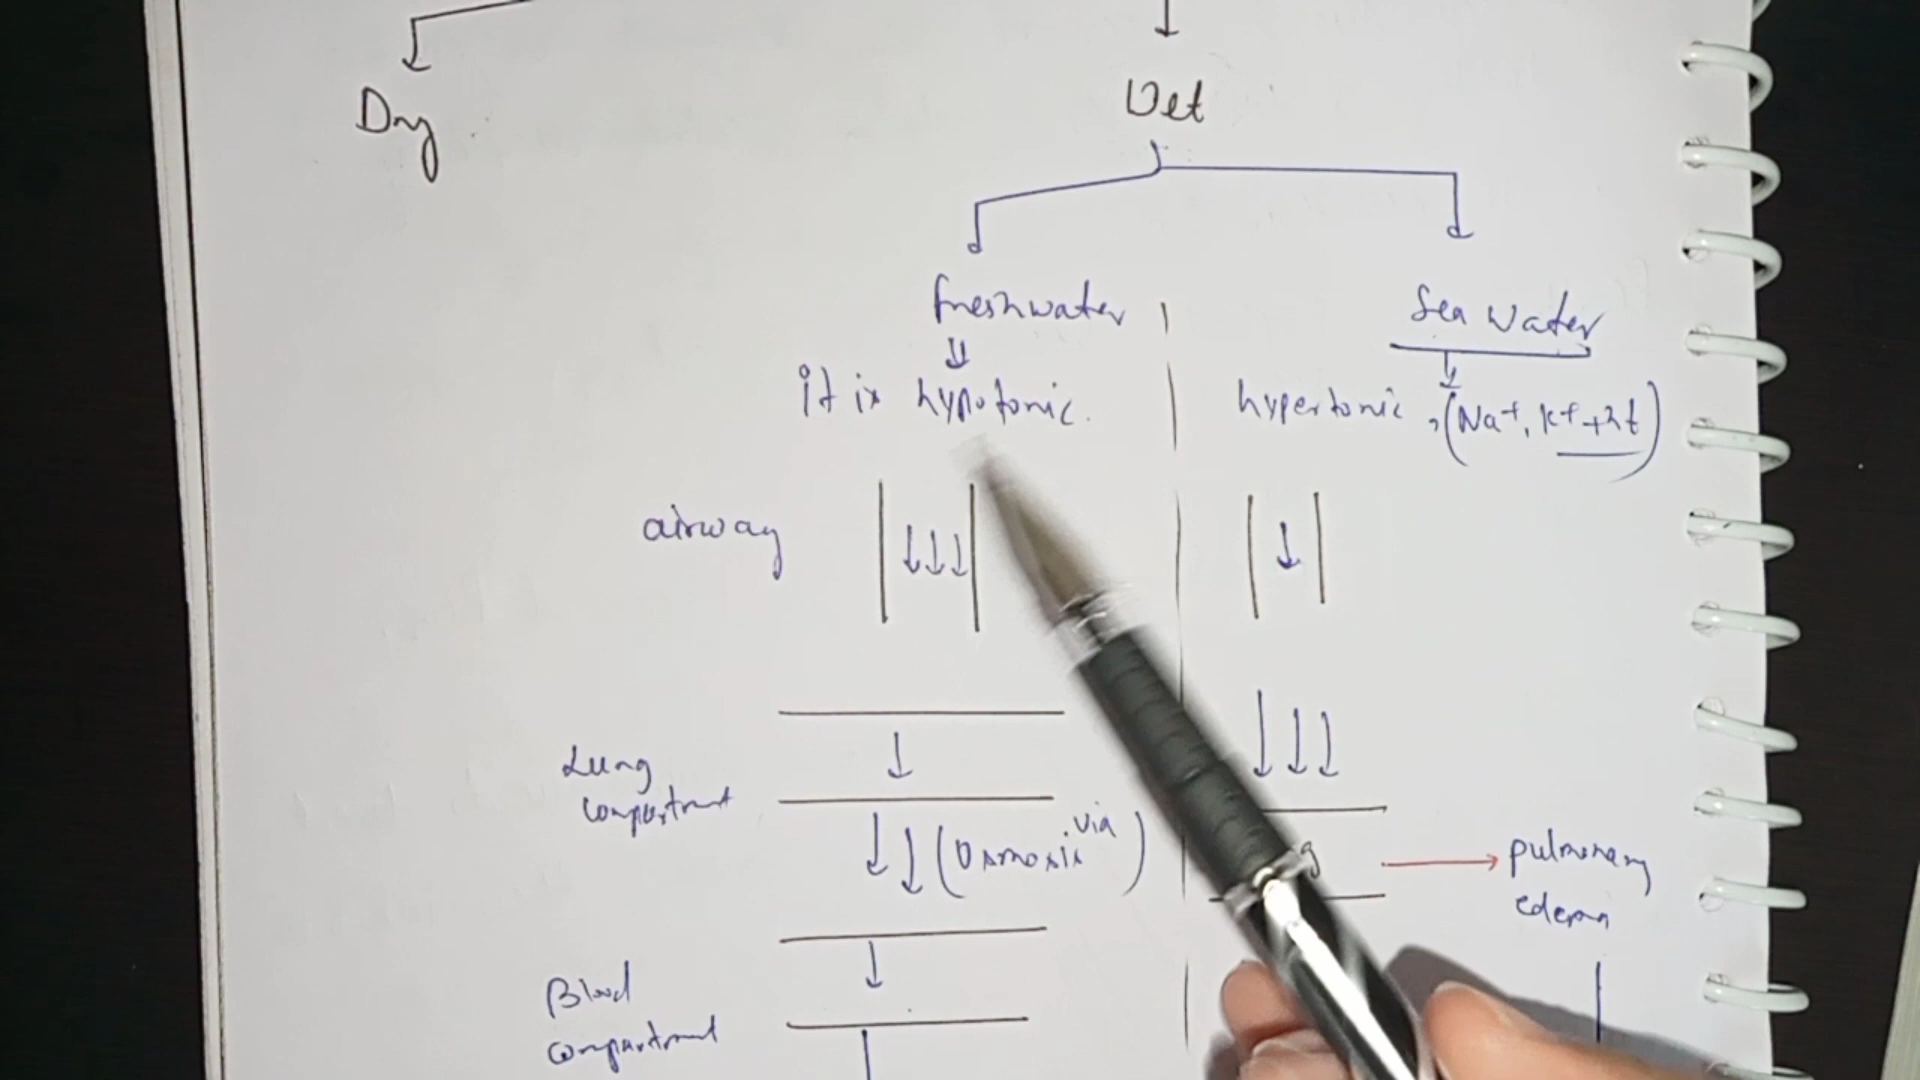 Dry
Wet
freshwater
Sea water
it is hypotonic.
hypertonic, (Na+, K+
airway
Lung
compartment
(Osmosis via)
pulmonary
edema
Blood
compartment